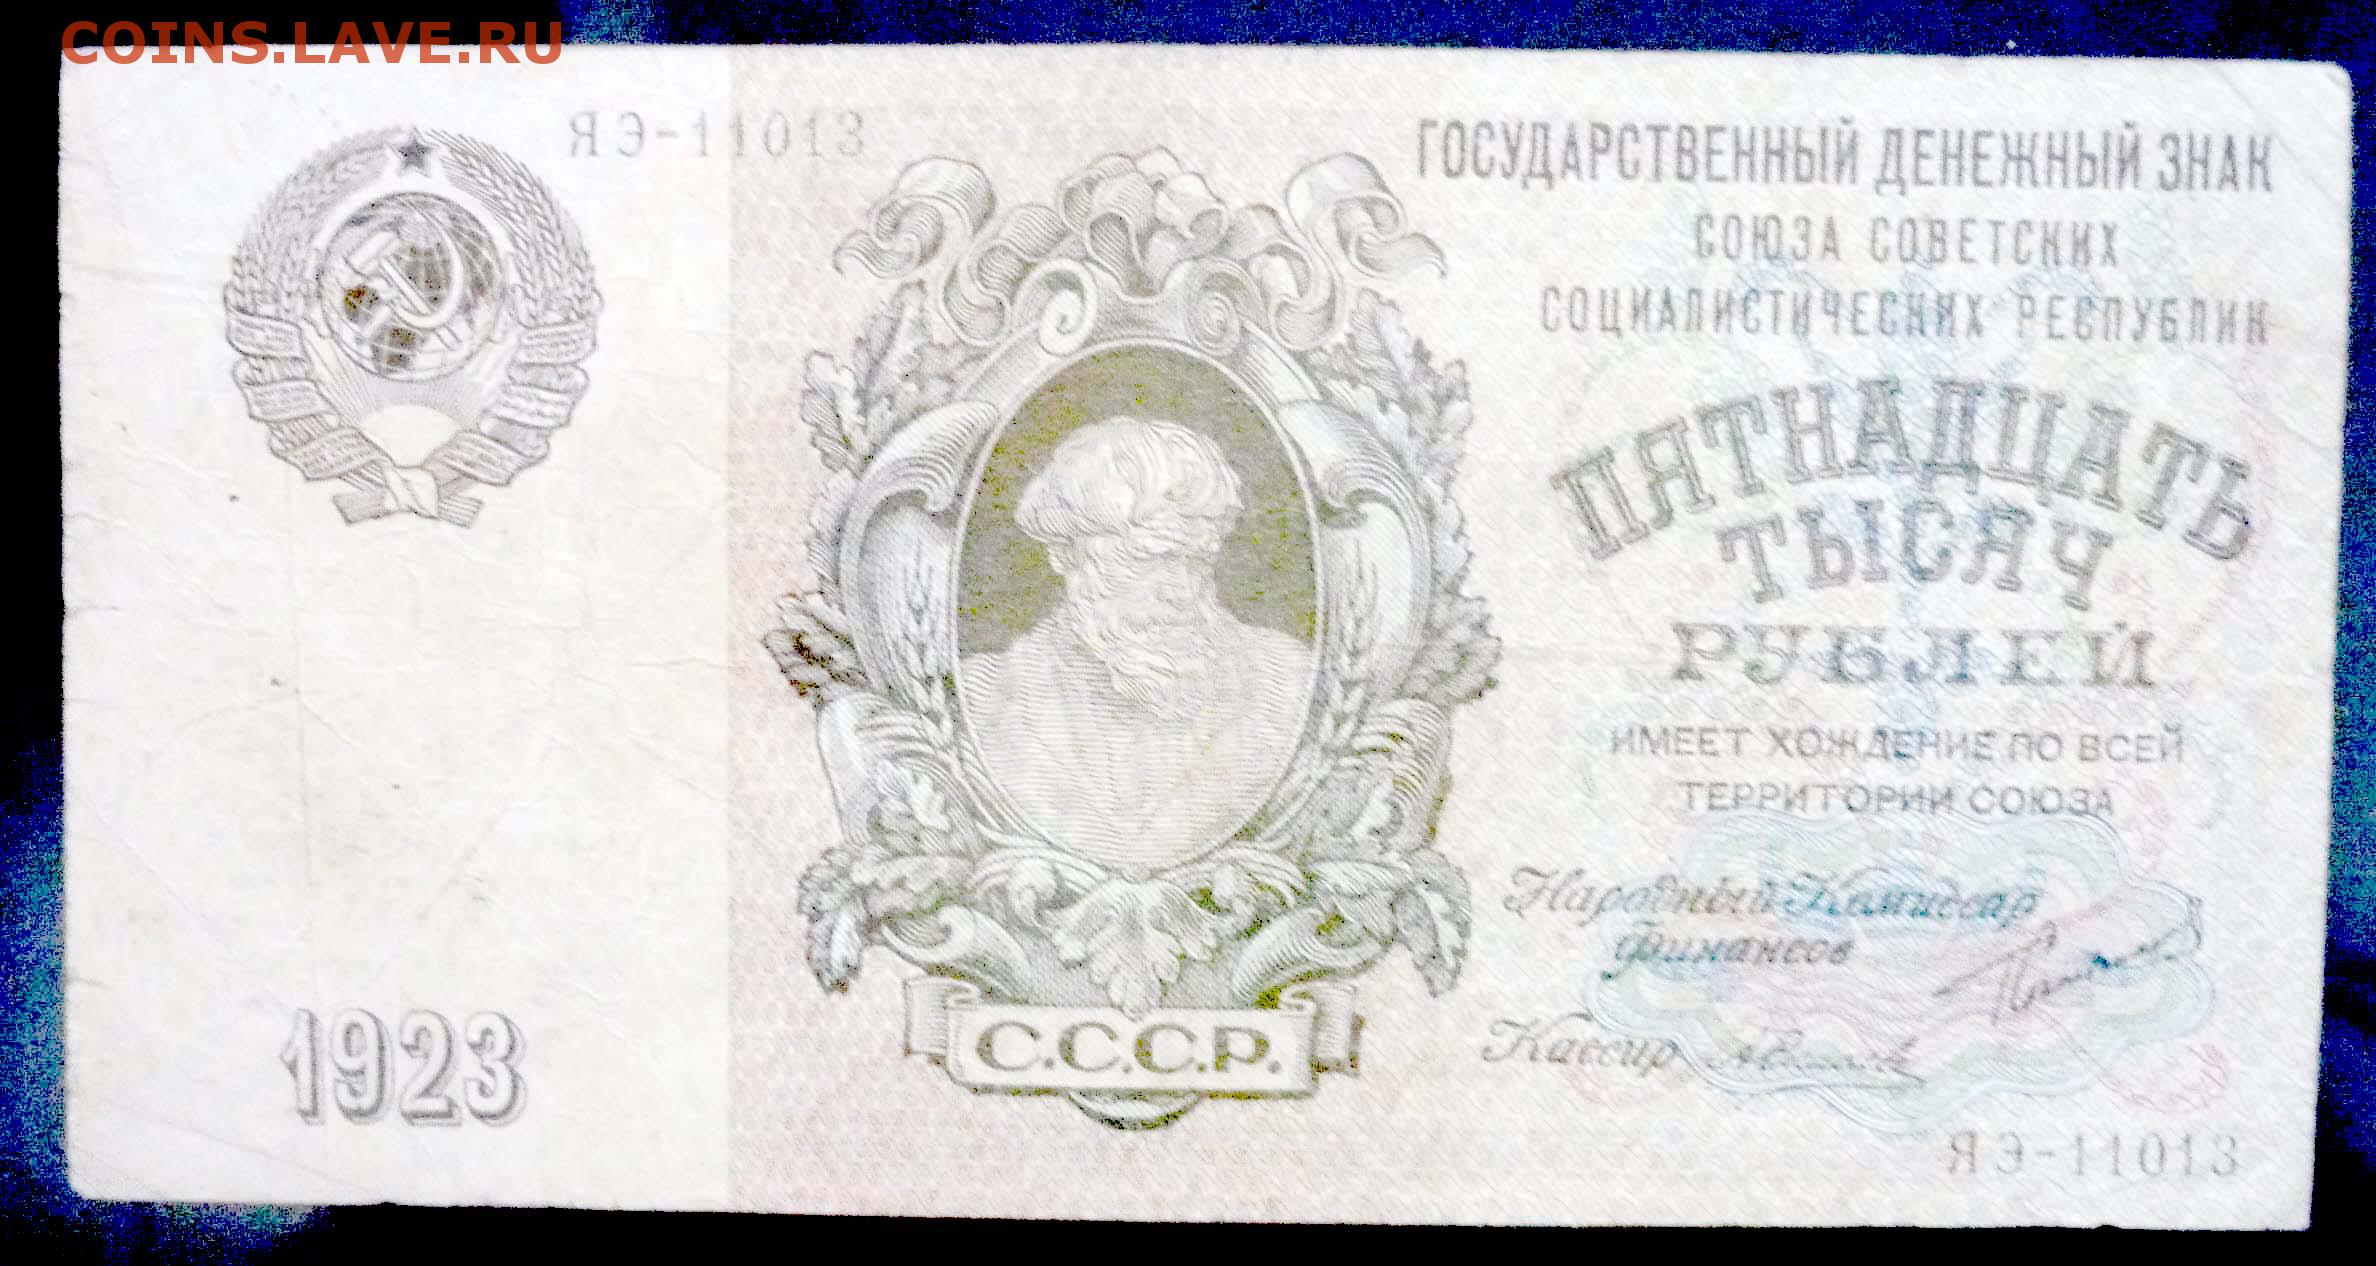 COINS.LAVE.RU
ЯЭ-11013
ГОСУДАРСТВЕННЫЙ ДЕНЕЖНЫЙ ЗНАК
СОЮЗА СОВЕТСКИХ
СОЦИАЛИСТИЧЕСКИХ РЕСПУБЛИК
ПЯТНАДЦАТЬ
ТЫСЯЧ
РУБЛЕЙ
ИМЕЕТ ХОЖДЕНИЕ ПО ВСЕЙ
ТЕРРИТОРИИ СОЮЗА
Народный Комиссар
финансов
Кассир
С.С.С.Р.
1923
ЯЭ-11013